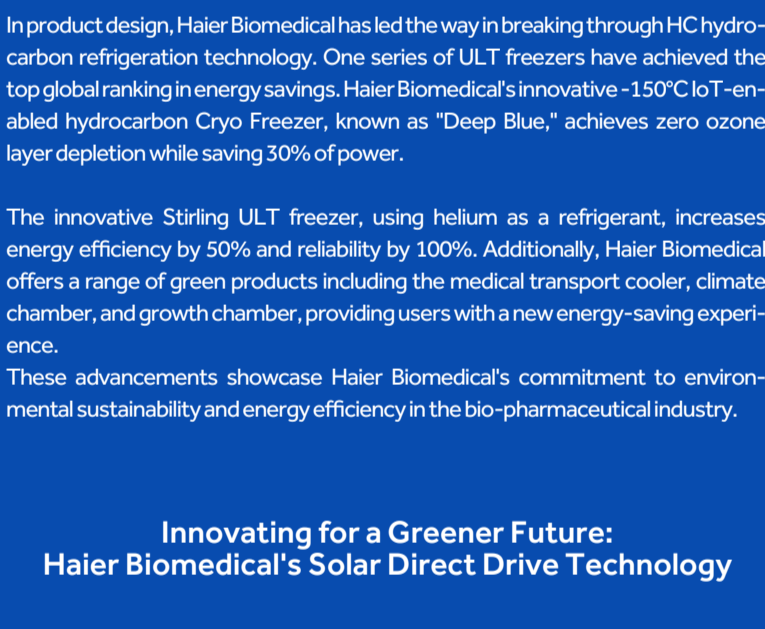 In product design, Haier Biomedical has led the way in breaking through HC hydro-
carbon refrigeration technology. One series of ULT freezers have achieved the
top global ranking in energy savings. Haier Biomedical's innovative -150°C IoT-en-
abled hydrocarbon Cryo Freezer, known as "Deep Blue," achieves zero ozone
layer depletion while saving 30% of power.
The innovative Stirling ULT freezer, using helium as a refrigerant, increases
energy efficiency by 50% and reliability by 100%. Additionally, Haier Biomedical
offers a range of green products including the medical transport cooler, climate
chamber, and growth chamber, providing users with a new energy-saving experi-
ence.
These advancements showcase Haier Biomedical's commitment to environ-
mental sustainability and energy efficiency in the bio-pharmaceutical industry.
Innovating for a Greener Future:
Haier Biomedical's Solar Direct Drive Technology